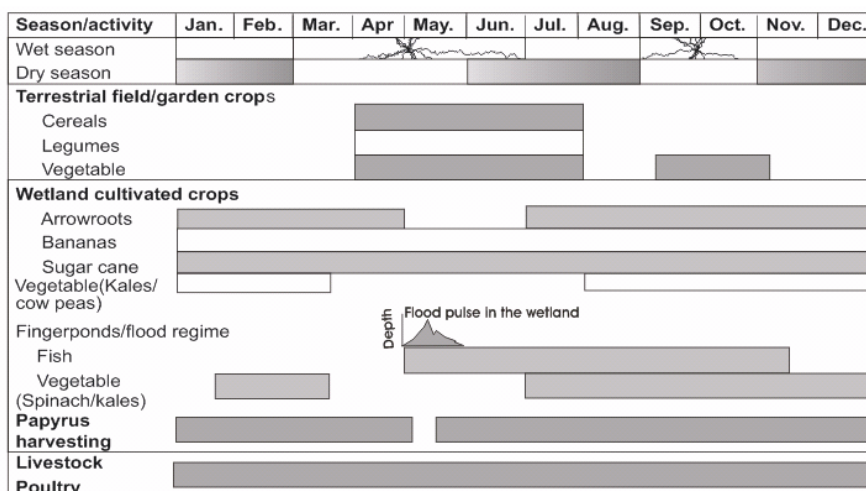 Season/activity Jan. Feb. Mar. Apr May. Jun. Jul. Aug. Sep. Oct. Nov. Dec.
Wet season
Dry season
Terrestrial field/garden crops
Cereals
Legumes
Vegetable
Wetland cultivated crops
Arrowroots
Bananas
Sugar cane
Vegetable(Kales/
cow peas)
Depth Flood pulse in the wetland
Fingerponds/flood regime
Fish
Vegetable
(Spinach/kales)
Papyrus
harvesting
Livestock
Poultry